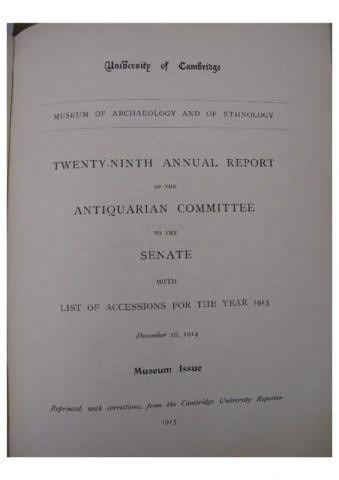 University of Cambridge
MUSEUM OF ARCHAEOLOGY AND OF ETHNOLOGY
TWENTY-NINTH ANNUAL REPORT
OF THE
ANTIQUARIAN COMMITTEE
TO THE
SENATE
WITH
LIST OF ACCESSIONS FOR THE YEAR 1913
December 10, 1914
Museum Issue
Reprinted, with corrections, from the Cambridge University Reporter
1915